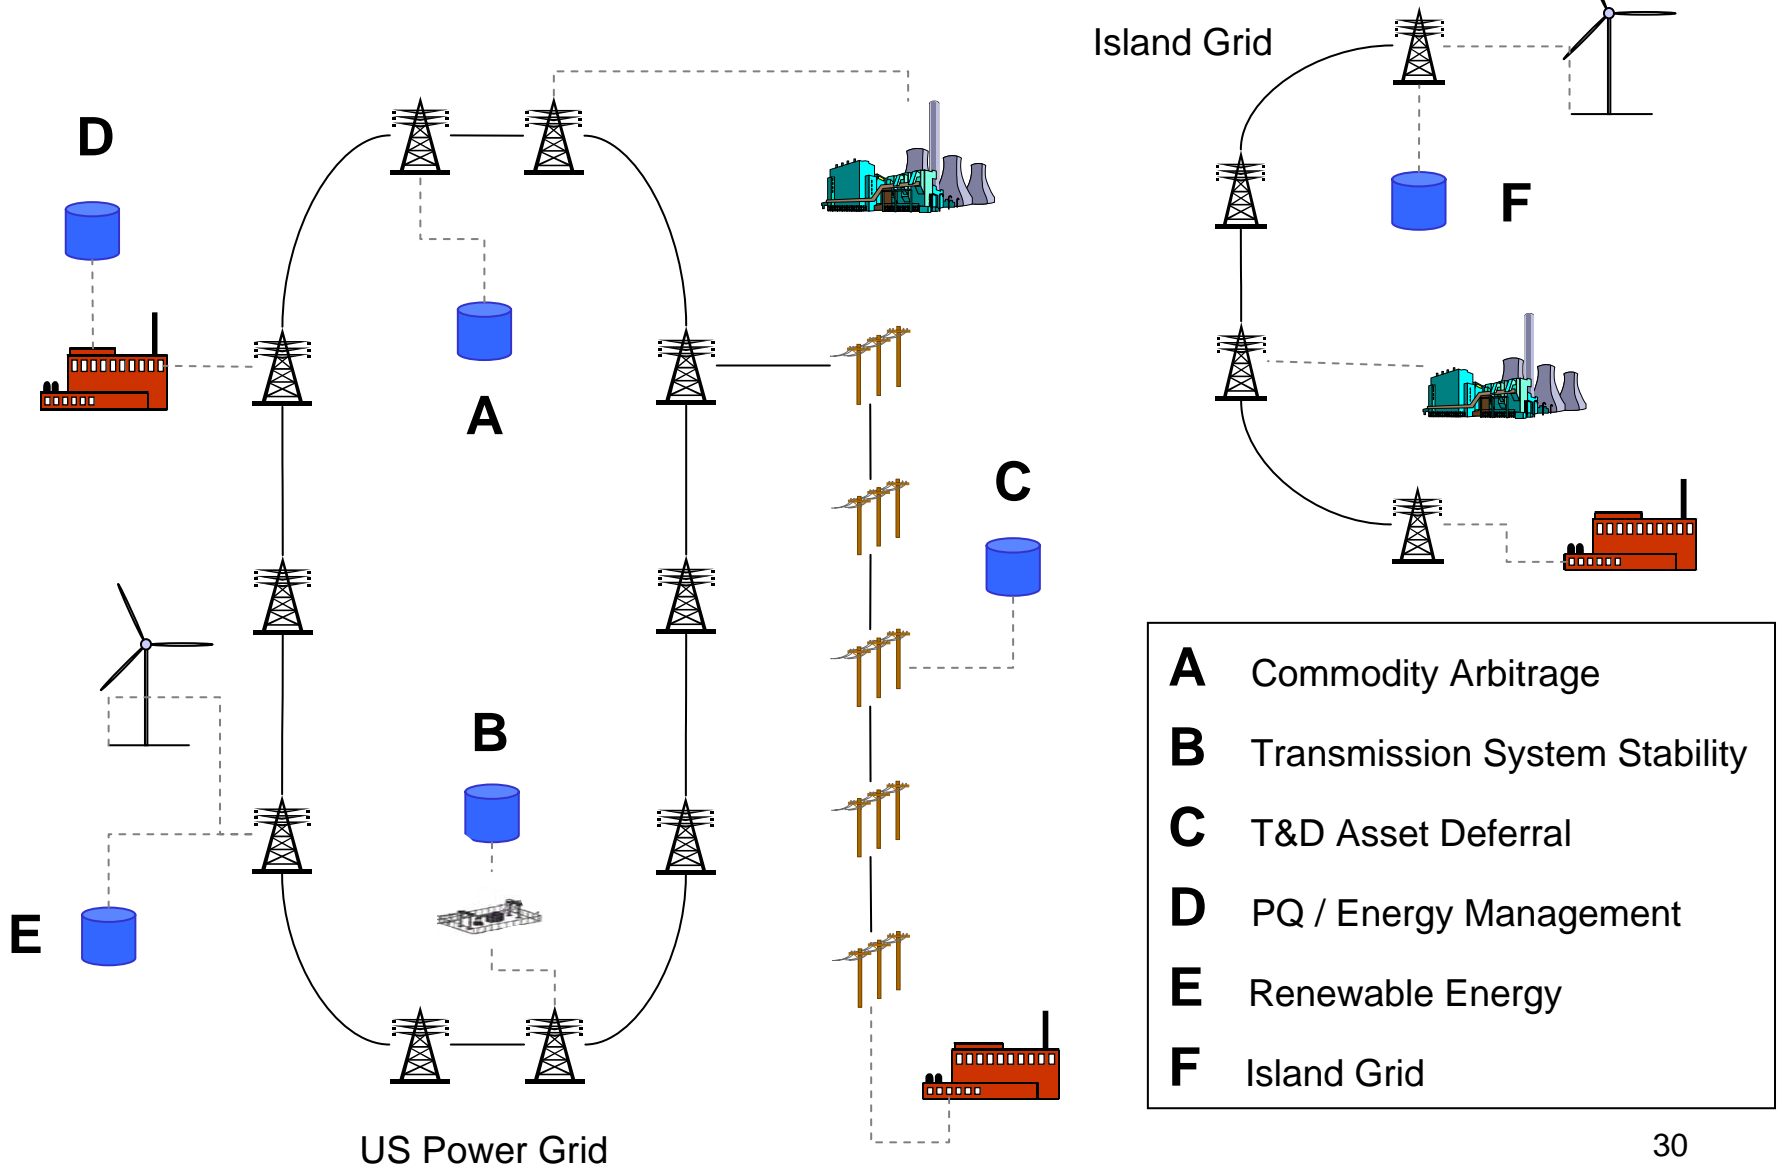 Island Grid
D
F
A
C
B
E
A Commodity Arbitrage
B Transmission System Stability
C T&D Asset Deferral
D PQ / Energy Management
E Renewable Energy
F Island Grid
US Power Grid
30